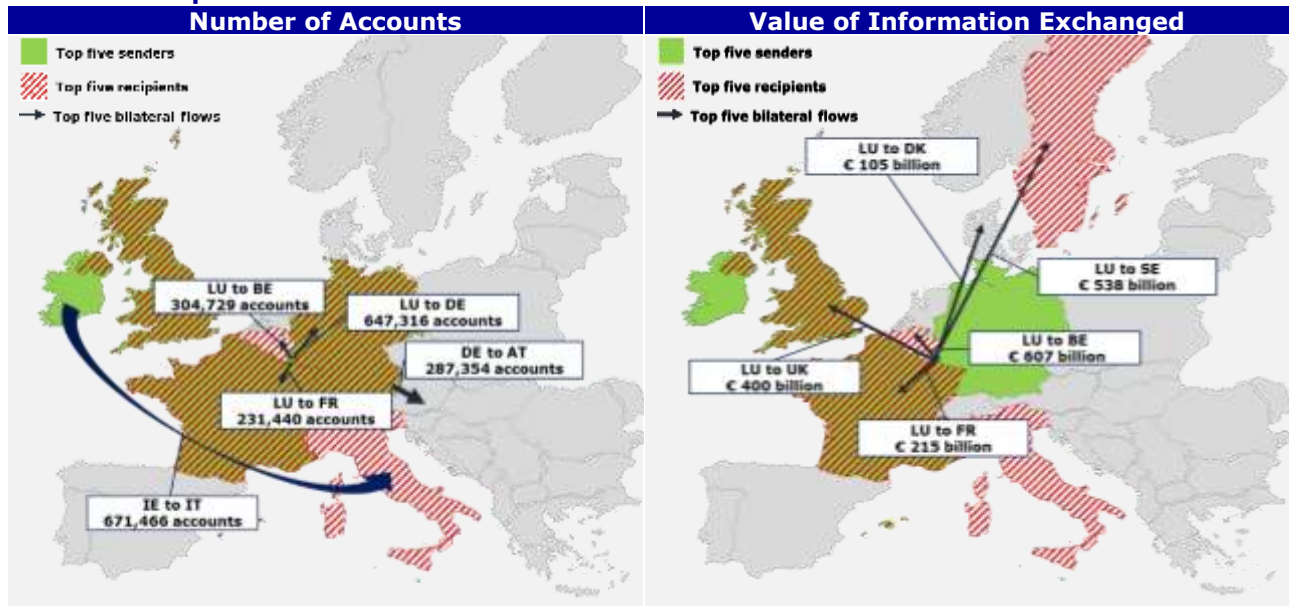 Number of Accounts
Top five senders
Top five recipients
Top five bilateral flows
LU to BE
304,729 accounts
LU to DE
647,316 accounts
DE to AT
287,354 accounts
LU to FR
231,440 accounts
IE to IT
671,466 accounts
Value of Information Exchanged
Top five senders
Top five recipients
Top five bilateral flows
LU to DK
€ 105 billion
LU to SE
€ 538 billion
LU to BE
€ 607 billion
LU to UK
€ 400 billion
LU to FR
€ 215 billion